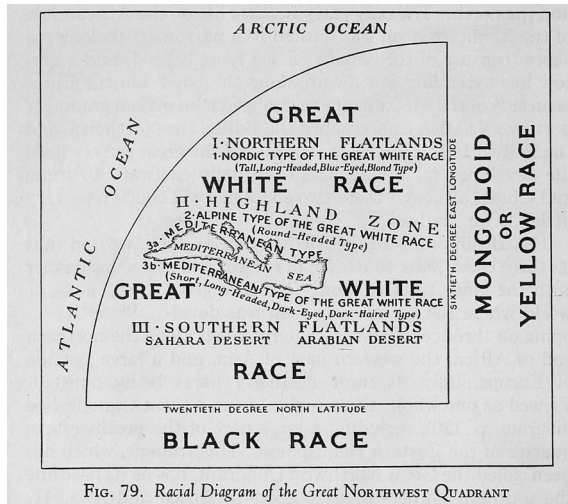 ARCTIC OCEAN
ATLANTIC OCEAN
GREAT
I · NORTHERN FLATLANDS
1 · NORDIC TYPE OF THE GREAT WHITE RACE
(Tall, Long-Headed, Blue-Eyed, Blond Type)
WHITE RACE
II · HIGHLAND ZONE
2 · ALPINE TYPE OF THE GREAT WHITE RACE
(Round-Headed Type)
3a · MEDITERRANEAN TYPE
MEDITERRANEAN SEA
3b · MEDITERRANEAN TYPE OF THE GREAT WHITE RACE
(Short, Long-Headed, Dark-Eyed, Dark-Haired Type)
GREAT WHITE
III · SOUTHERN FLATLANDS
SAHARA DESERT ARABIAN DESERT
RACE
SIXTIETH DEGREE EAST LONGITUDE
MONGOLOID
OR
YELLOW RACE
TWENTIETH DEGREE NORTH LATITUDE
BLACK RACE
FIG. 79. Racial Diagram of the Great Northwest Quadrant